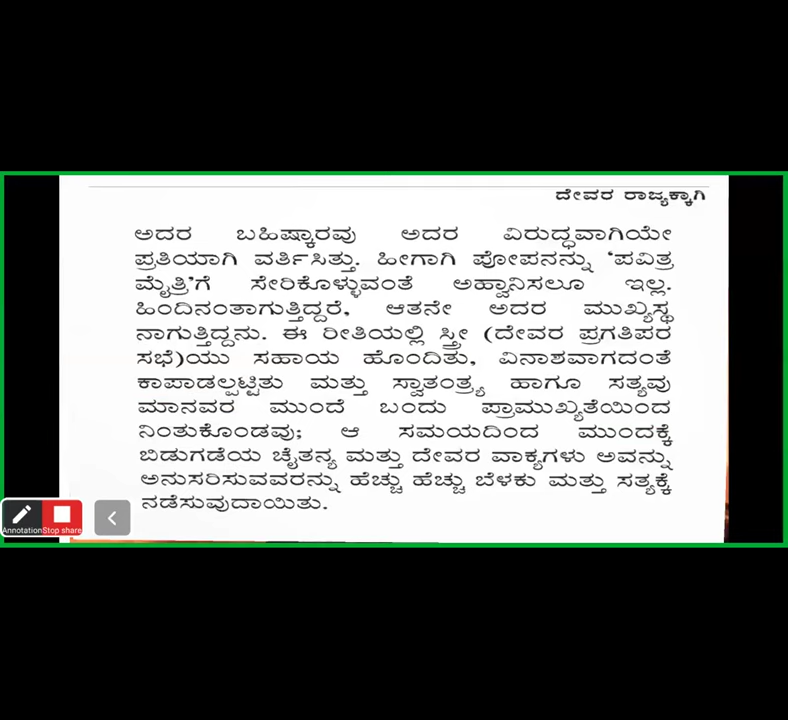 ದೇವರ ರಾಜ್ಯಕ್ಕಾಗಿ
ಅದರ ಬಹಿಷ್ಕಾರವು ಅದರ ವಿರುದ್ಧವಾಗಿಯೇ
ಪ್ರತಿಯಾಗಿ ವರ್ತಿಸಿತ್ತು. ಹೀಗಾಗಿ ಪೋಪನನ್ನು ‘ಪವಿತ್ರ
ಮೈತ್ರಿ’ಗೆ ಸೇರಿಕೊಳ್ಳುವಂತೆ ಅಹ್ವಾನಿಸಲೂ ಇಲ್ಲ.
ಹಿಂದಿನಂತಾಗುತ್ತಿದ್ದರೆ, ಆತನೇ ಅದರ ಮುಖ್ಯಸ್ಥ
ನಾಗುತ್ತಿದ್ದನು. ಈ ರೀತಿಯಲ್ಲಿ ಸ್ತ್ರೀ (ದೇವರ ಪ್ರಗತಿಪರ
ಸಭೆ)ಯು ಸಹಾಯ ಹೊಂದಿತು, ವಿನಾಶವಾಗದಂತೆ
ಕಾಪಾಡಲ್ಪಟ್ಟಿತು ಮತ್ತು ಸ್ವಾತಂತ್ರ್ಯ ಹಾಗೂ ಸತ್ಯವು
ಮಾನವರ ಮುಂದೆ ಬಂದು ಪ್ರಾಮುಖ್ಯತೆಯಿಂದ
ನಿಂತುಕೊಂಡವು; ಆ ಸಮಯದಿಂದ ಮುಂದಕ್ಕೆ
ಬಿಡುಗಡೆಯ ಚೈತನ್ಯ ಮತ್ತು ದೇವರ ವಾಕ್ಯಗಳು ಅವನ್ನು
ಅನುಸರಿಸುವವರನ್ನು ಹೆಚ್ಚು ಹೆಚ್ಚು ಬೆಳಕು ಮತ್ತು ಸತ್ಯಕ್ಕೆ
ನಡೆಸುವುದಾಯಿತು.
Annotation Stop share